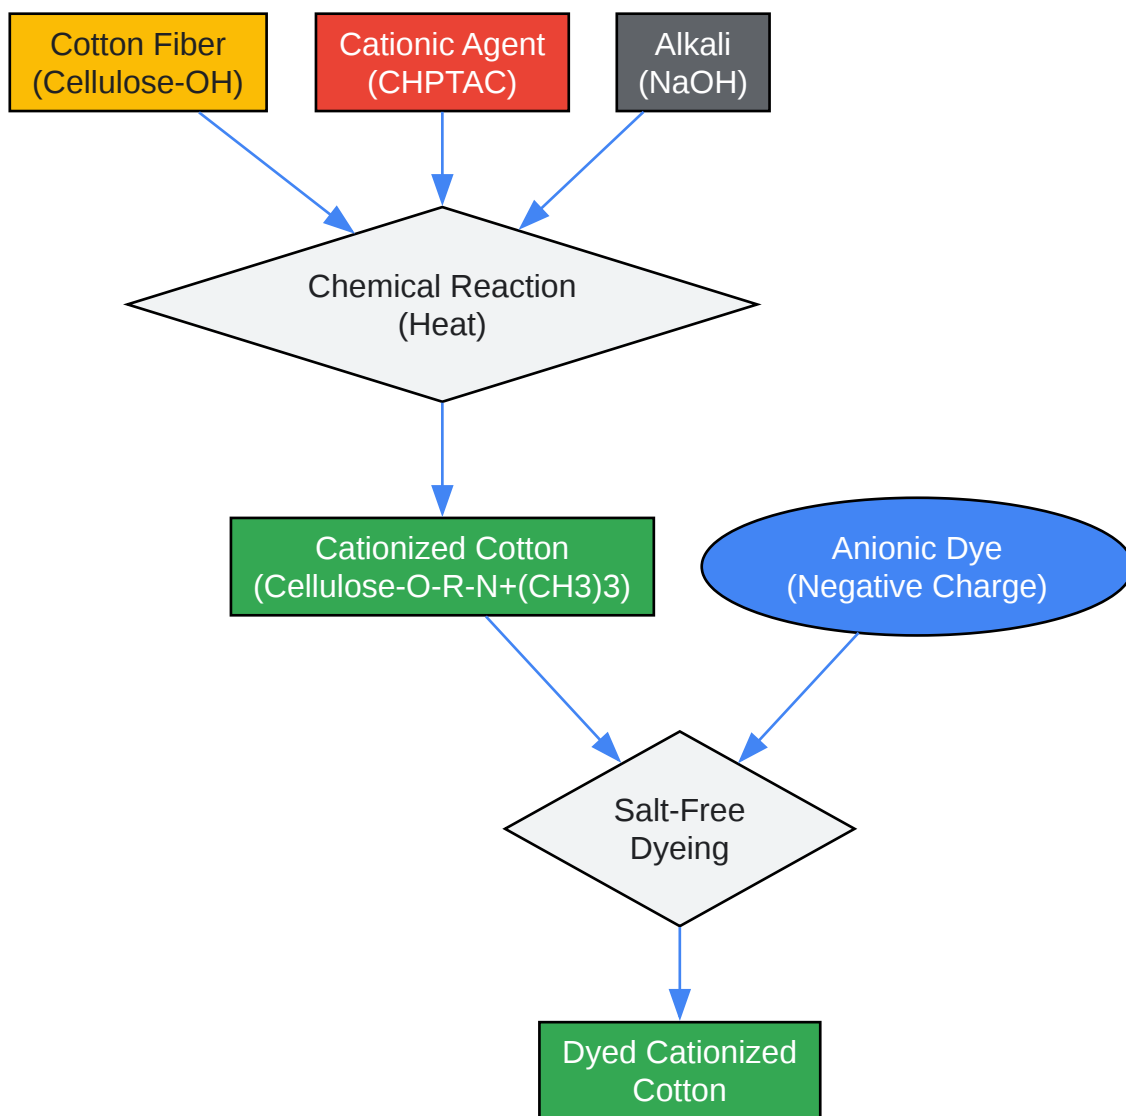 Cotton Fiber
(Cellulose-OH)
Cationic Agent
(CHPTAC)
Alkali
(NaOH)
Chemical Reaction
(Heat)
Cationized Cotton
(Cellulose-O-R-N+(CH3)3)
Anionic Dye
(Negative Charge)
Salt-Free
Dyeing
Dyed Cationized
Cotton